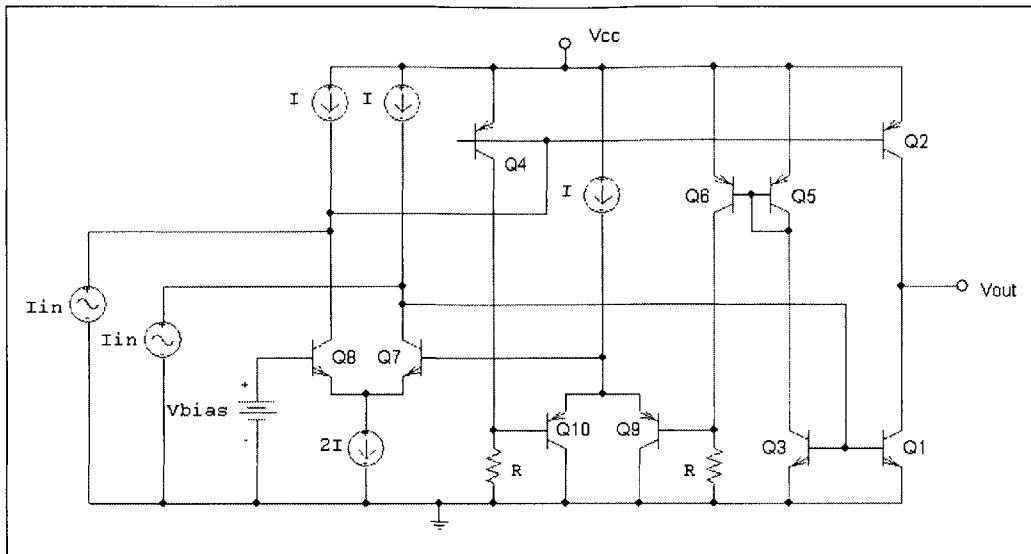 Vcc
I
I
Q4
Q2
I
Q6
Q5
Iin
Vout
Iin
Q8
Q7
+
Vbias
-
2I
Q10
Q9
Q3
Q1
R
R